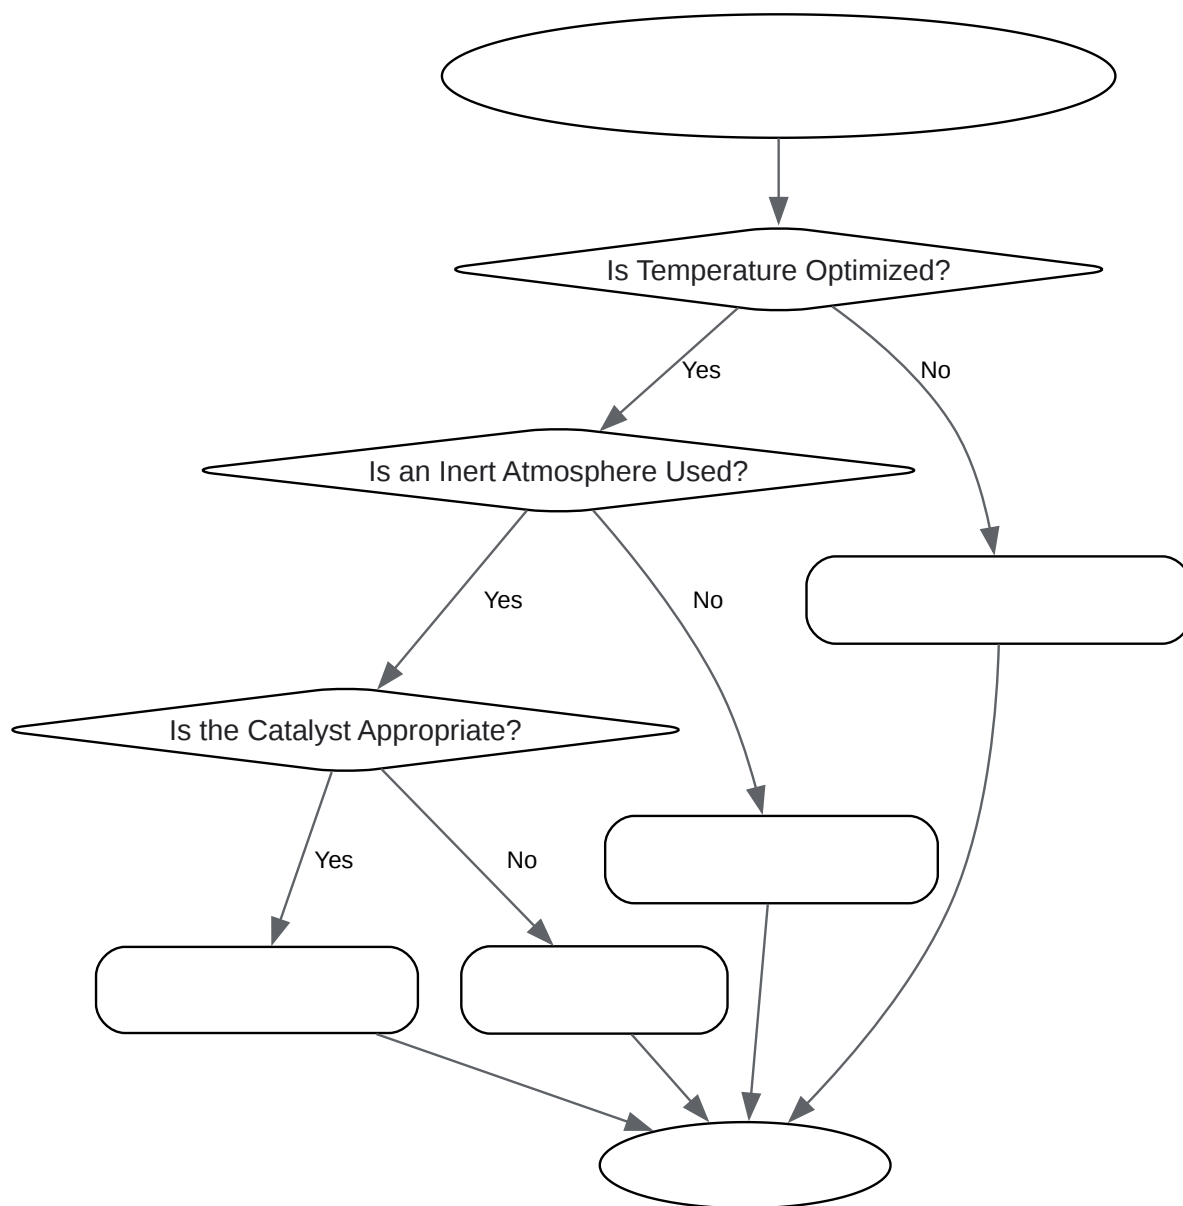 Is Temperature Optimized?
Yes
No
Is an Inert Atmosphere Used?
Yes
No
Is the Catalyst Appropriate?
Yes
No